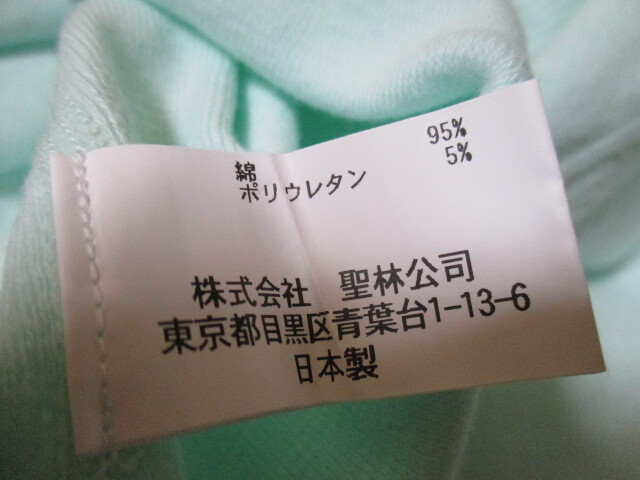 綿 95%
ポリウレタン 5%
株式会社 聖林公司
東京都目黒区青葉台1-13-6
日本製